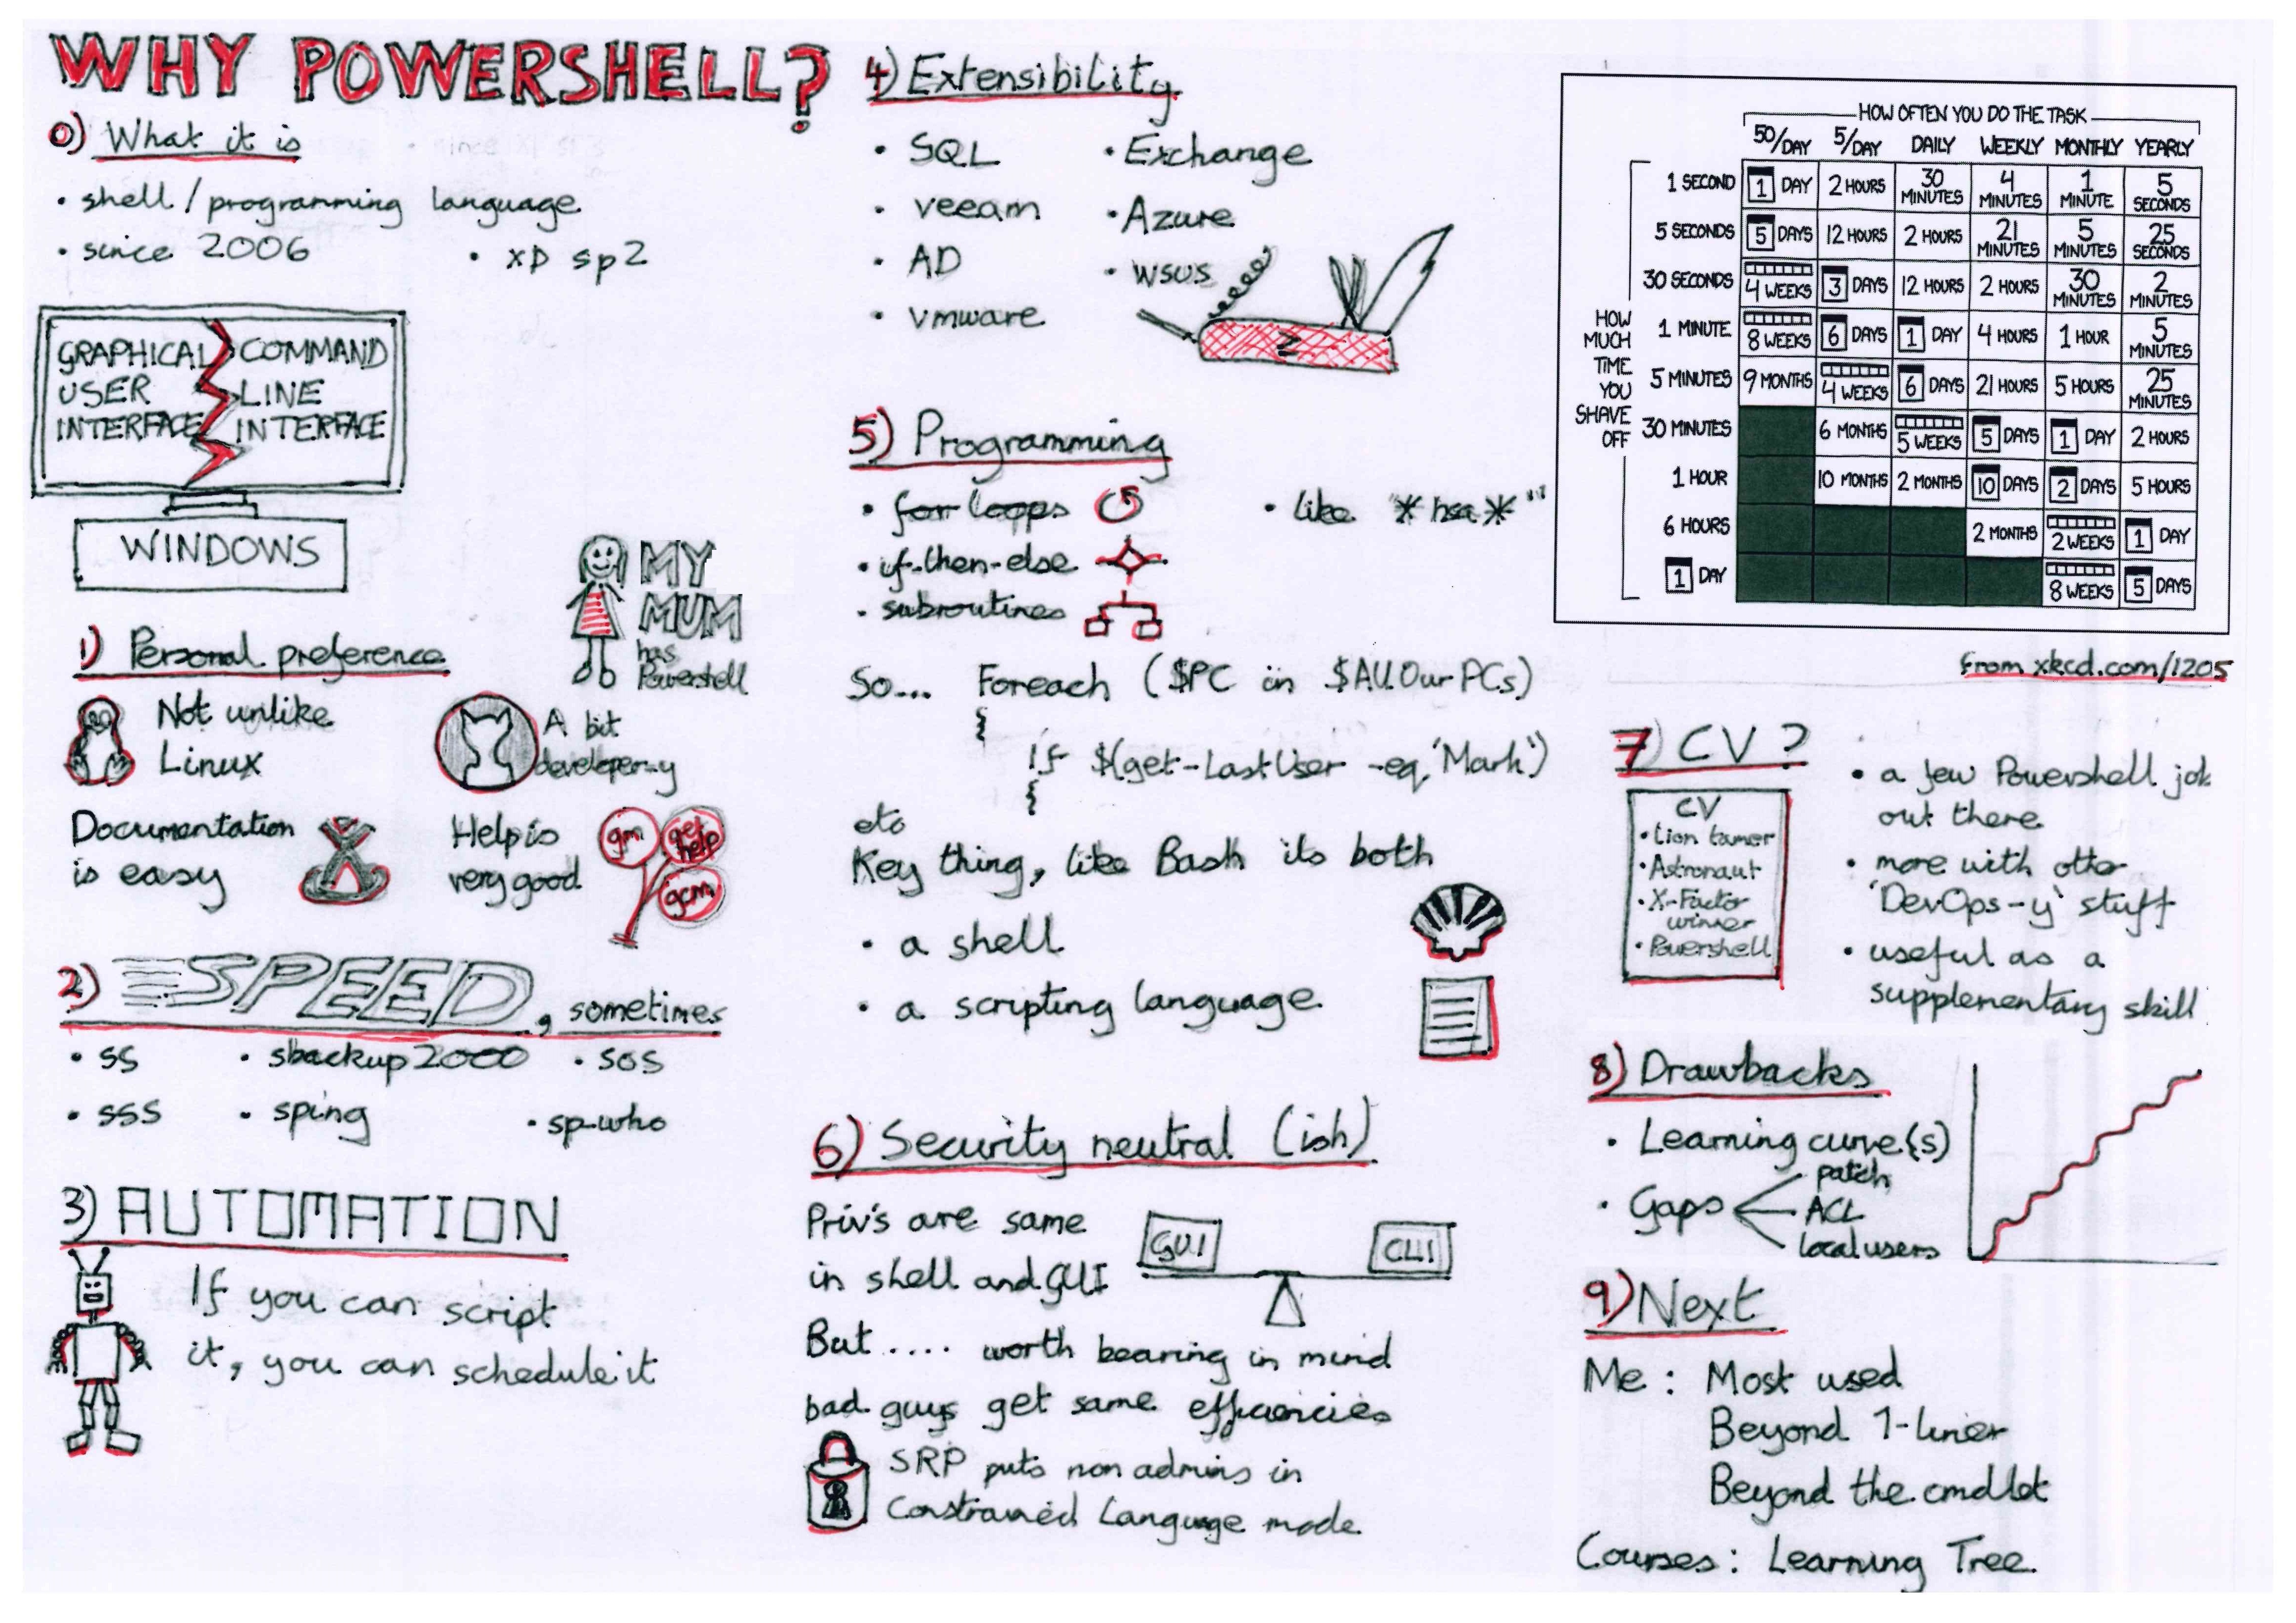 WHY POWERSHELL?
0) What it is
• shell / programming language
• since 2006
• xp sp2
GRAPHICAL
USER
INTERFACE
COMMAND
LINE
INTERFACE
WINDOWS
MY
MUM
has
Powershell
1) Personal preference
Not unlike
Linux
A bit
developer-y
Documentation
is easy
Help is
very good
gm
get
help
gcm
2) SPEED, sometimes
• ss
• sbackup2000
• sos
• sss
• sping
• sp-who
3) AUTOMATION
If you can script
it, you can schedule it
4) Extensibility
• SQL
• Exchange
• veeam
• Azure
• AD
• wsus
• vmware
5) Programming
• for loops
• like *hsa*"
• if-then-else
• subroutines
So... Foreach ($PC in $AllOurPCs)
{
If $(get-LastUser -eq 'Mark')
{
etc
Key thing, like Bash its both
• a shell
• a scripting language
6) Security neutral (ish)
Priv's are same
in shell and GUI
GUI
CLI
But .... worth bearing in mind
bad guys get same efficiencies
SRP puts non admins in
Constrained Language mode
HOW OFTEN YOU DO THE TASK
50/DAY 5/DAY DAILY WEEKLY MONTHLY YEARLY
HOW
MUCH
TIME
YOU
SHAVE
OFF
1 SECOND 1 DAY 2 HOURS 30 MINUTES 4 MINUTES 1 MINUTE 5 SECONDS
5 SECONDS 5 DAYS 12 HOURS 2 HOURS 21 MINUTES 5 MINUTES 25 SECONDS
30 SECONDS 4 WEEKS 3 DAYS 12 HOURS 2 HOURS 30 MINUTES 2 MINUTES
1 MINUTE 8 WEEKS 6 DAYS 1 DAY 4 HOURS 1 HOUR 5 MINUTES
5 MINUTES 9 MONTHS 4 WEEKS 6 DAYS 21 HOURS 5 HOURS 25 MINUTES
30 MINUTES 6 MONTHS 5 WEEKS 5 DAYS 1 DAY 2 HOURS
1 HOUR 10 MONTHS 2 MONTHS 10 DAYS 2 DAYS 5 HOURS
6 HOURS 2 MONTHS 2 WEEKS 1 DAY
1 DAY 8 WEEKS 5 DAYS
from xkcd.com/1205
7) CV?
CV
• Lion tamer
• Astronaut
• X-Factor
winner
• Powershell
• a few Powershell job
out there
• more with other
'DevOps-y' stuff
• useful as a
supplementary skill
8) Drawbacks
• Learning curve(s)
• Gaps
patch
ACL
local users
9) Next
Me: Most used
Beyond 1-liner
Beyond the cmdlet
Courses: Learning Tree